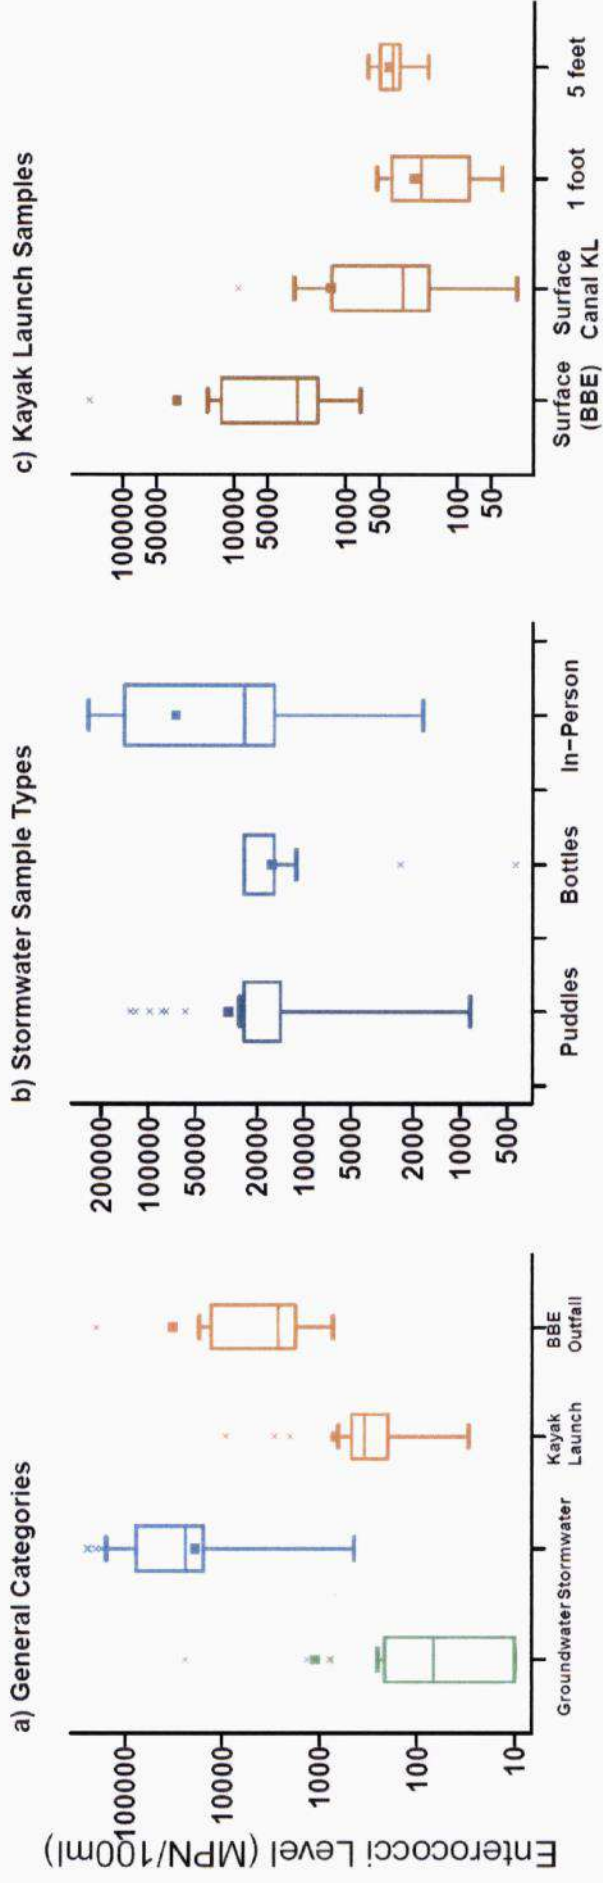 a) General Categories
Enterococci Level (MPN/100ml)
100000
10000
1000
100
10
Groundwater
Stormwater
Kayak
Launch
BBE
Outfall
b) Stormwater Sample Types
200000
100000
50000
20000
10000
5000
2000
1000
500
Puddles
Bottles
In-Person
c) Kayak Launch Samples
100000
50000
10000
5000
1000
500
100
50
Surface
(BBE)
Surface
Canal KL
1 foot
5 feet